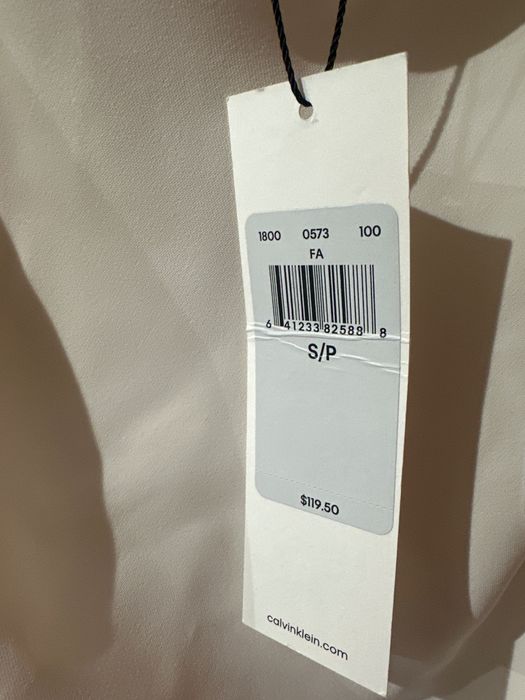 1800 0573 100
FA
6 41233 82588 8
S/P
$119.50
calvinklein.com